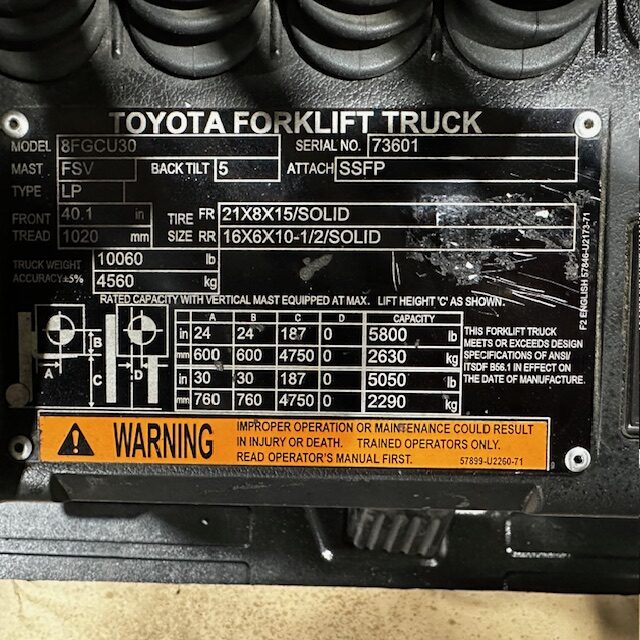 TOYOTA FORKLIFT TRUCK
MODEL 8FGCU30 SERIAL NO. 73601
MAST FSV BACK TILT 5 ATTACH SSFP
TYPE LP
FRONT TREAD 40.1 in TIRE SIZE FR 21X8X15/SOLID
1020 mm RR 16X6X10-1/2/SOLID
TRUCK WEIGHT 10060 lb
ACCURACY±5% 4560 kg
F2 ENGLISH 57846-U2173-71
RATED CAPACITY WITH VERTICAL MAST EQUIPPED AT MAX. LIFT HEIGHT 'C' AS SHOWN.
A B C D
A B C D CAPACITY
in 24 24 187 0 5800 lb
mm 600 600 4750 0 2630 kg
in 30 30 187 0 5050 lb
mm 760 760 4750 0 2290 kg
THIS FORKLIFT TRUCK
MEETS OR EXCEEDS DESIGN
SPECIFICATIONS OF ANSI/
ITSDF B56.1 IN EFFECT ON
THE DATE OF MANUFACTURE.
WARNING
IMPROPER OPERATION OR MAINTENANCE COULD RESULT
IN INJURY OR DEATH. TRAINED OPERATORS ONLY.
READ OPERATOR'S MANUAL FIRST. 57899-U2260-71